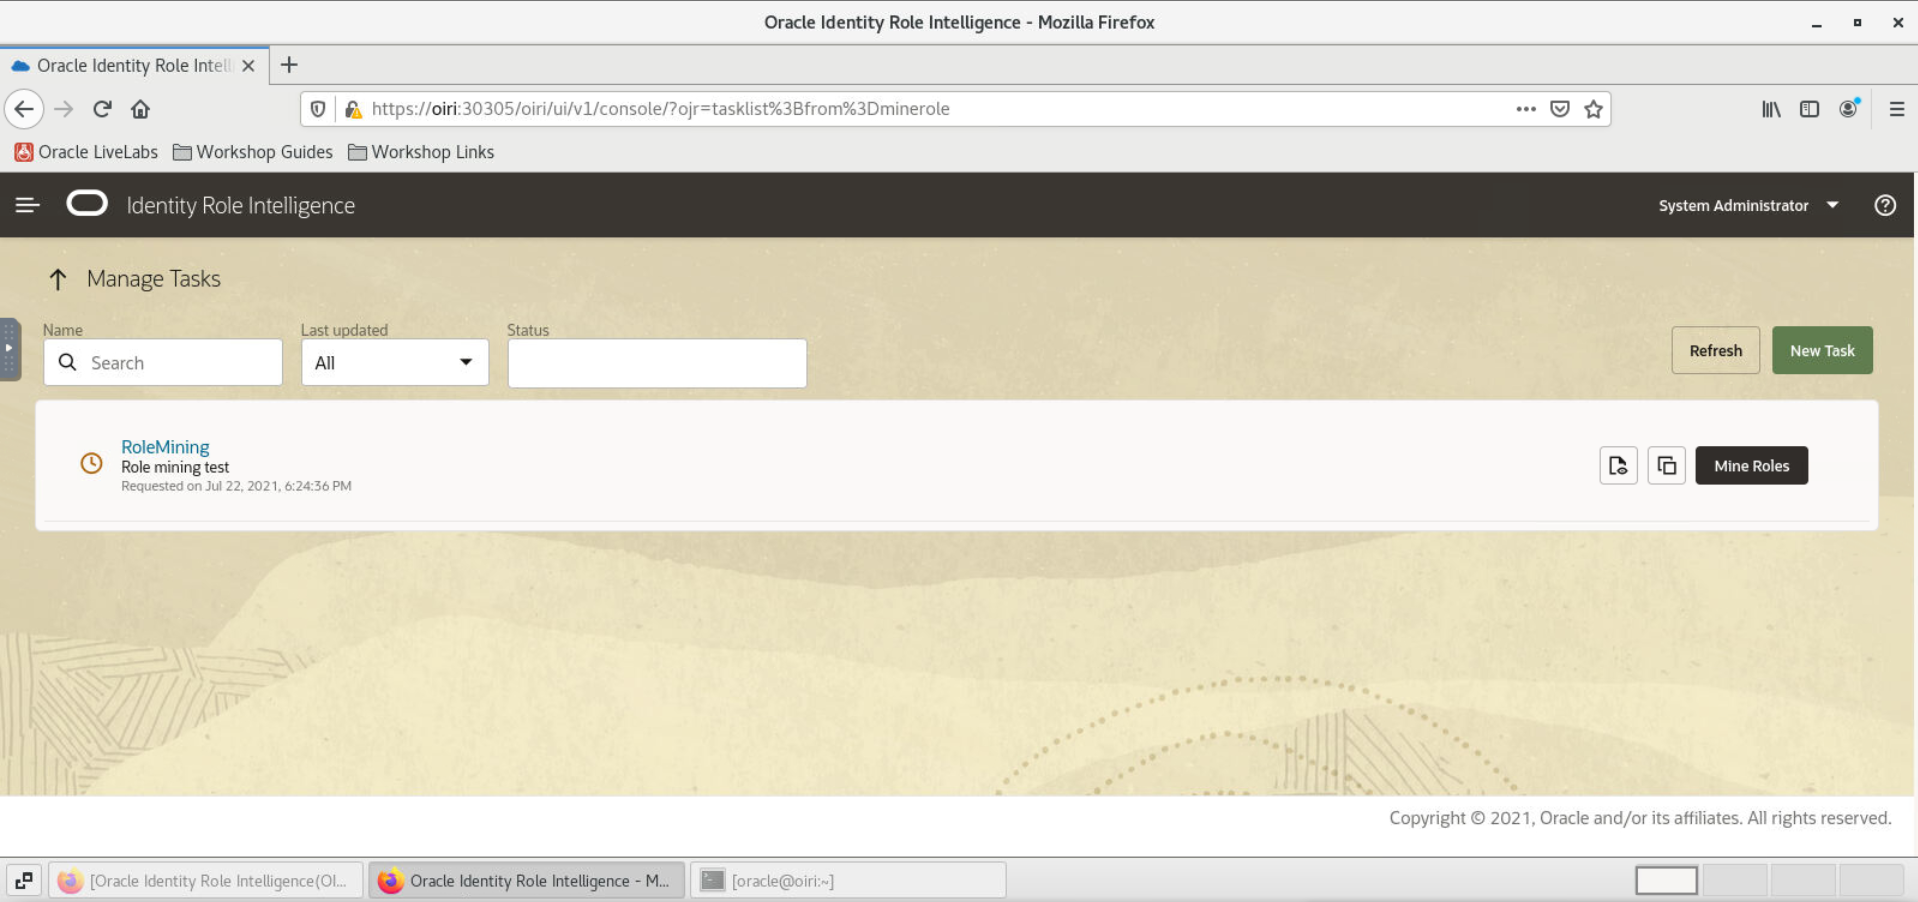 Oracle Identity Role Intelligence - Mozilla Firefox
Oracle Identity Role Intelli
https://oiri:30305/oiri/ui/v1/console/?ojr=tasklist%3Bfrom%3Dminerole
Oracle LiveLabs Workshop Guides Workshop Links
Identity Role Intelligence
System Administrator
Manage Tasks
Name Last updated Status
Search All
Refresh New Task
RoleMining
Role mining test
Requested on Jul 22, 2021, 6:24:36 PM
Mine Roles
Copyright © 2021, Oracle and/or its affiliates. All rights reserved.
[Oracle Identity Role Intelligence(OI... Oracle Identity Role Intelligence - M... [oracle@oiri:~]